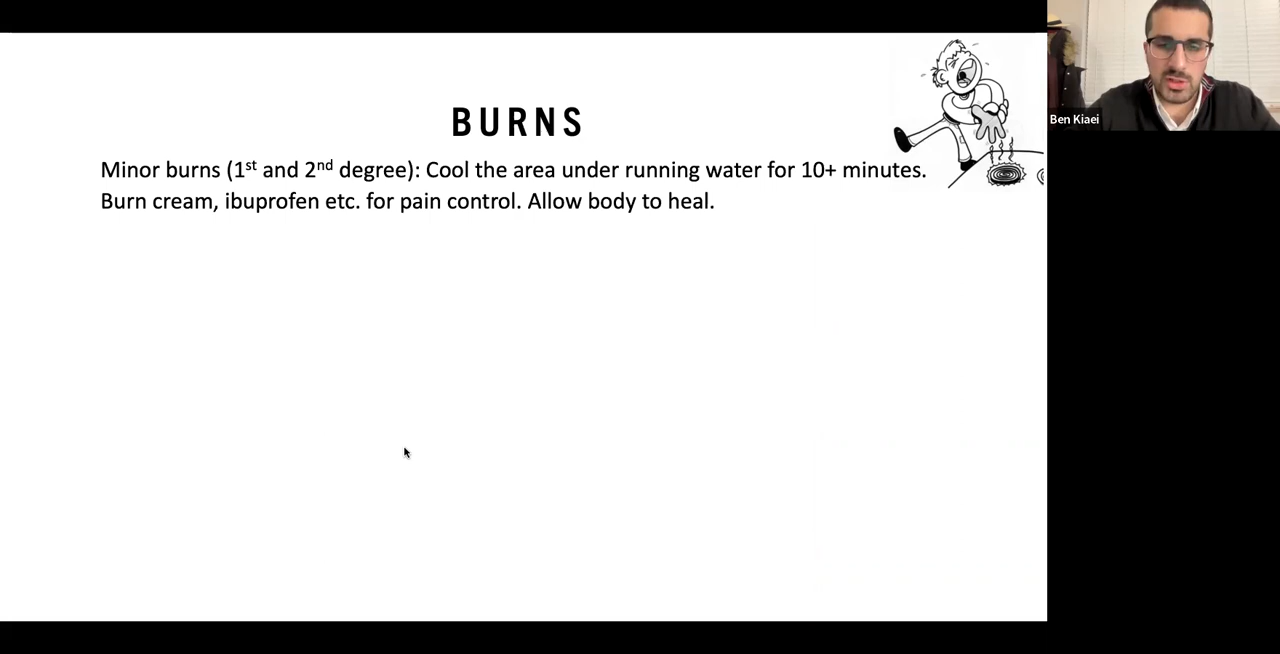 BURNS
Minor burns (1st and 2nd degree): Cool the area under running water for 10+ minutes.
Burn cream, ibuprofen etc. for pain control. Allow body to heal.
Ben Kiaei